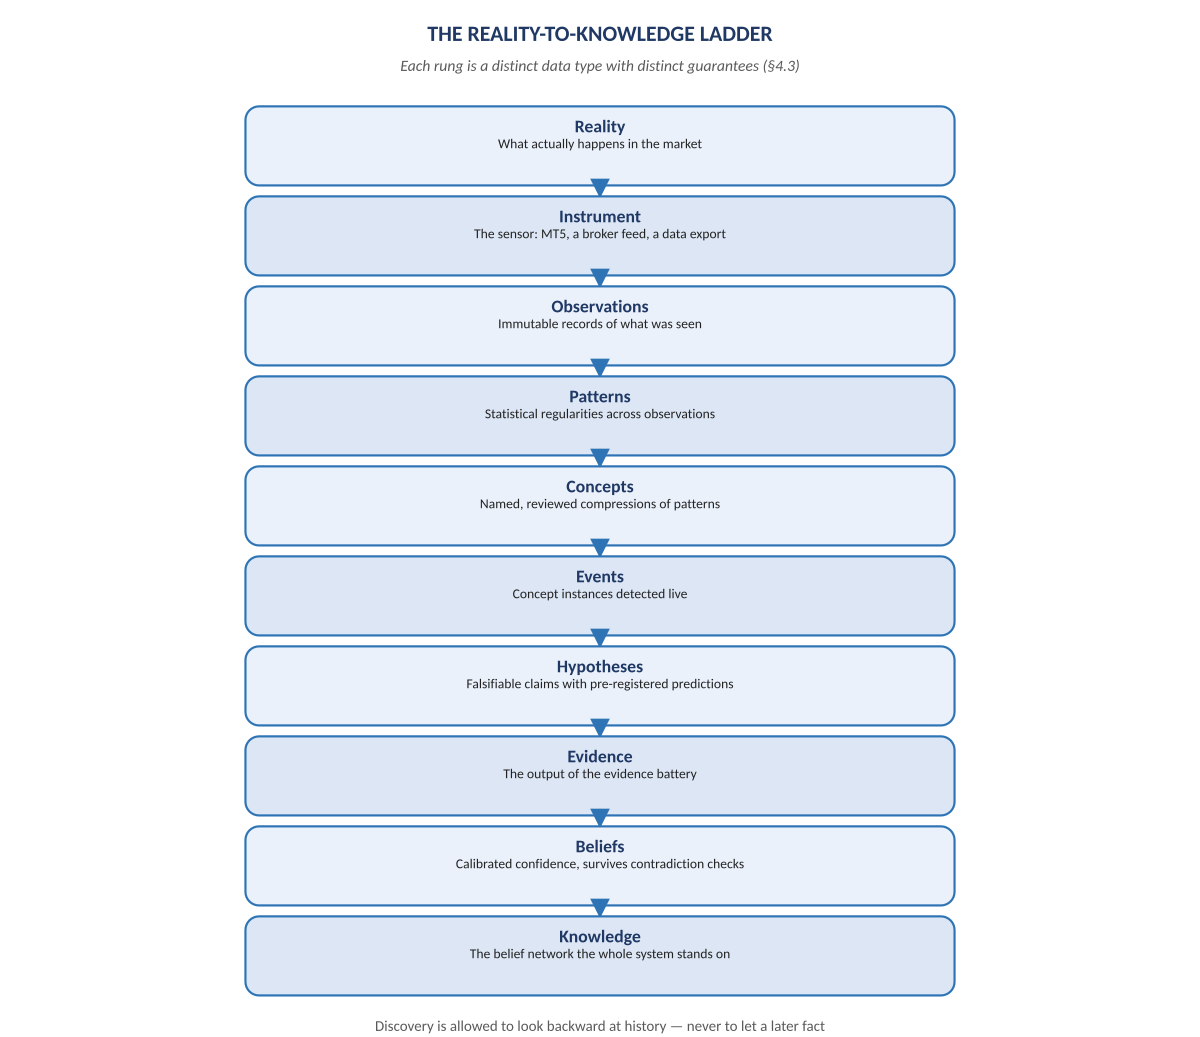 THE REALITY-TO-KNOWLEDGE LADDER
Each rung is a distinct data type with distinct guarantees (§4.3)
Reality
What actually happens in the market
Instrument
The sensor: MT5, a broker feed, a data export
Observations
Immutable records of what was seen
Patterns
Statistical regularities across observations
Concepts
Named, reviewed compressions of patterns
Events
Concept instances detected live
Hypotheses
Falsifiable claims with pre-registered predictions
Evidence
The output of the evidence battery
Beliefs
Calibrated confidence, survives contradiction checks
Knowledge
The belief network the whole system stands on
Discovery is allowed to look backward at history — never to let a later fact